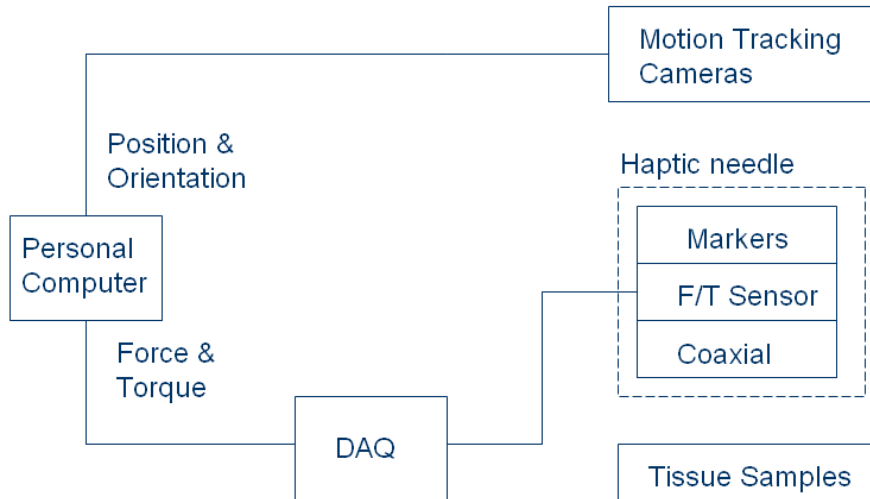 Motion Tracking
Cameras
Position &
Orientation
Haptic needle
Personal
Computer
Markers
F/T Sensor
Coaxial
Force &
Torque
DAQ
Tissue Samples